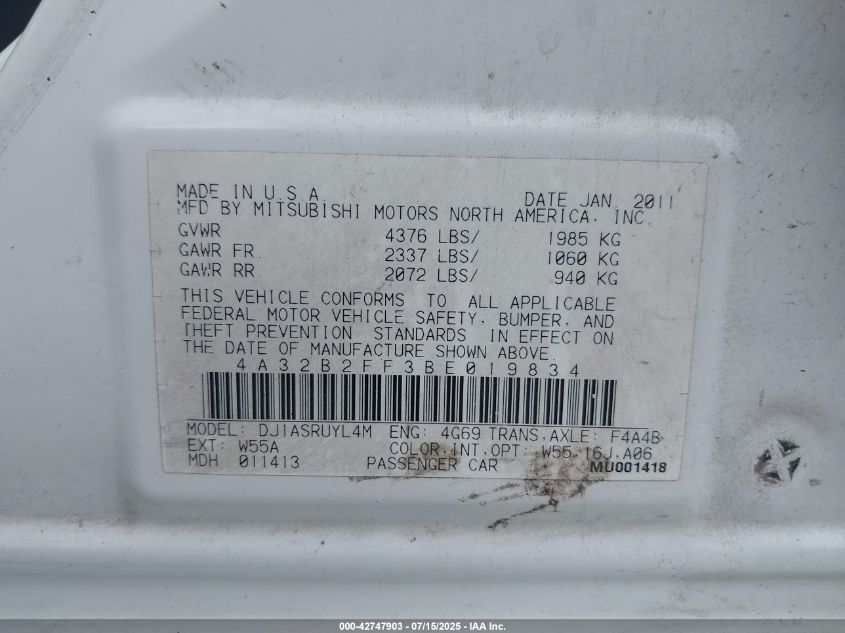 MADE IN U.S.A. DATE JAN. 2011
MFD BY MITSUBISHI MOTORS NORTH AMERICA, INC.
GVWR 4376 LBS/ 1985 KG
GAWR FR 2337 LBS/ 1060 KG
GAWR RR 2072 LBS/ 940 KG
THIS VEHICLE CONFORMS TO ALL APPLICABLE
FEDERAL MOTOR VEHICLE SAFETY, BUMPER, AND
THEFT PREVENTION STANDARDS IN EFFECT ON
THE DATE OF MANUFACTURE SHOWN ABOVE.
4A32B2FF3BE019834
MODEL: DJ1ASRUYL4M ENG: 4G69 TRANS.AXLE: F4A4B
EXT: W55A COLOR,INT,OPT: W55,16J,A06
MDH 011413 PASSENGER CAR MU001418
000-42747903 - 07/15/2025 - IAA Inc.